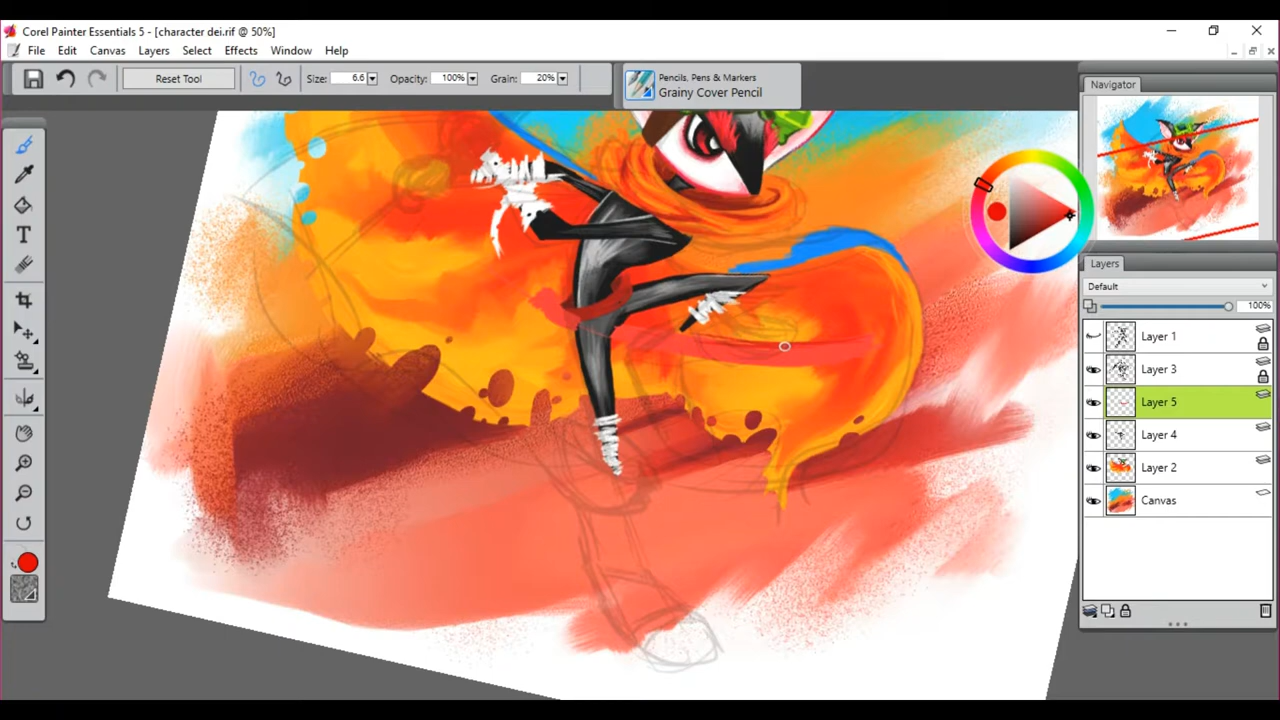 Corel Painter Essentials 5 - [character dei.rif @ 50%]
File Edit Canvas Layers Select Effects Window Help
Reset Tool Size: 6.6 Opacity: 100% Grain: 20%
Pencils, Pens & Markers
Grainy Cover Pencil
Navigator
Layers
Default
100%
Layer 1
Layer 3
Layer 5
Layer 4
Layer 2
Canvas